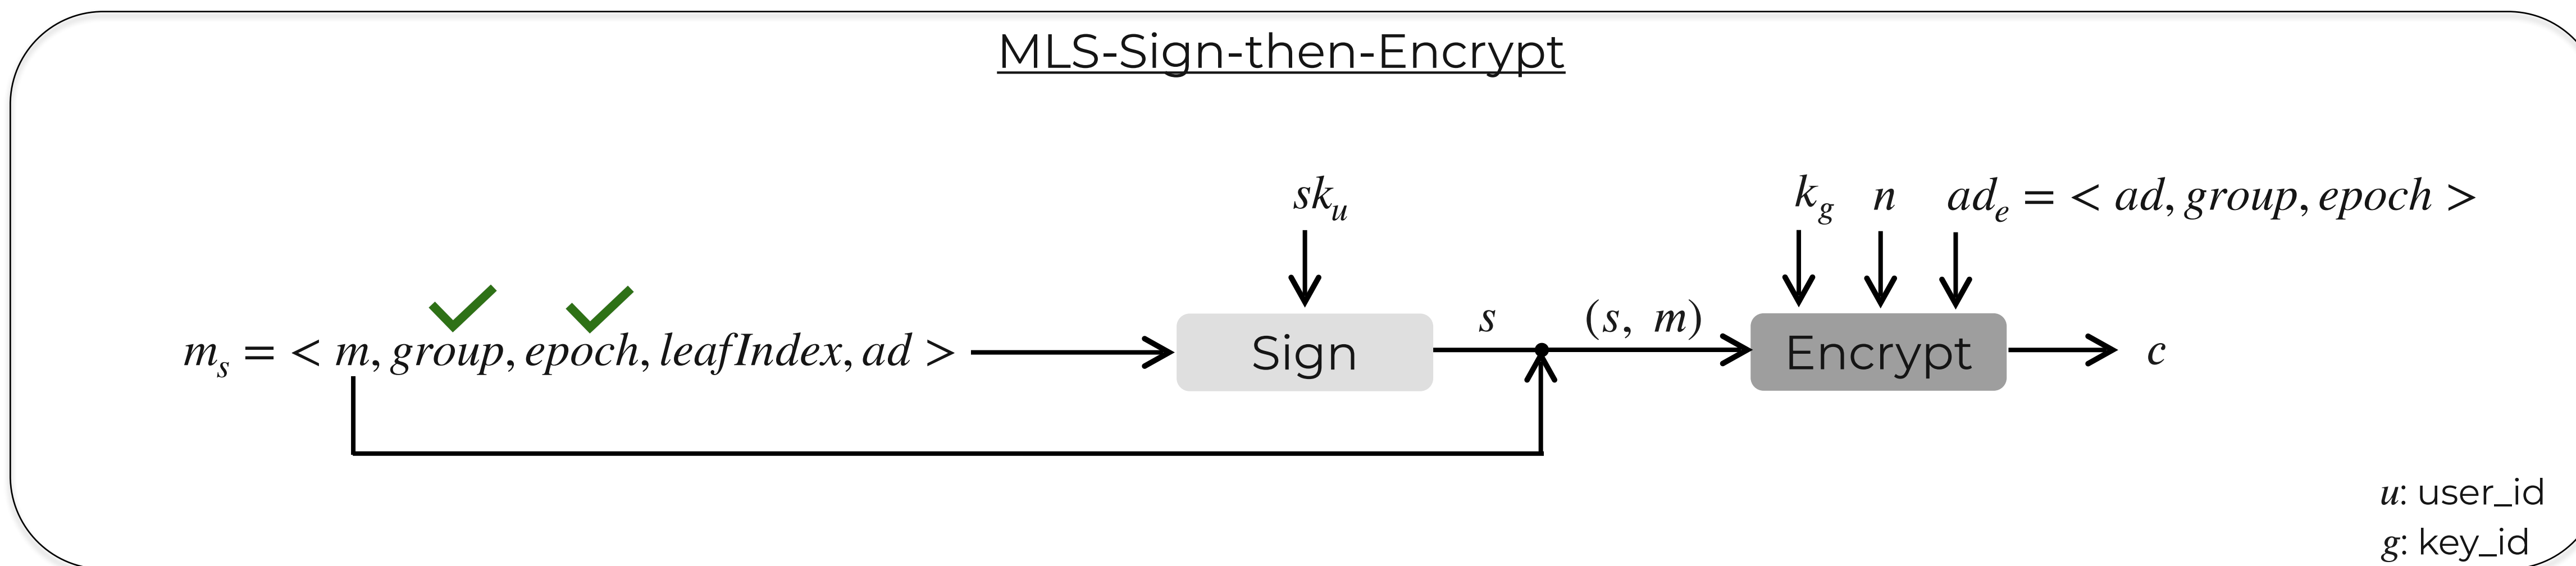 MLS-Sign-then-Encrypt
sk_u
k_g n ad_e = < ad, group, epoch >
m_s = < m, group, epoch, leafIndex, ad >
Sign
s
(s, m)
Encrypt
c
u: user_id
g: key_id